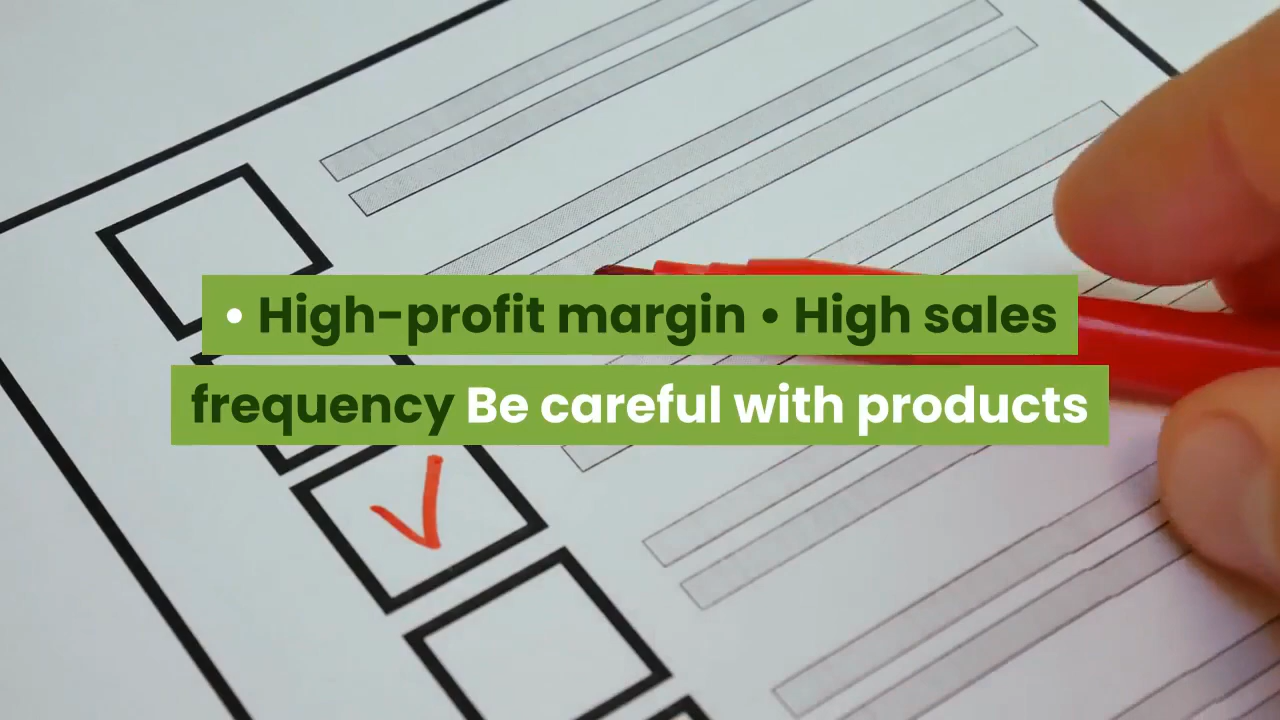 • High-profit margin • High sales
frequency Be careful with products